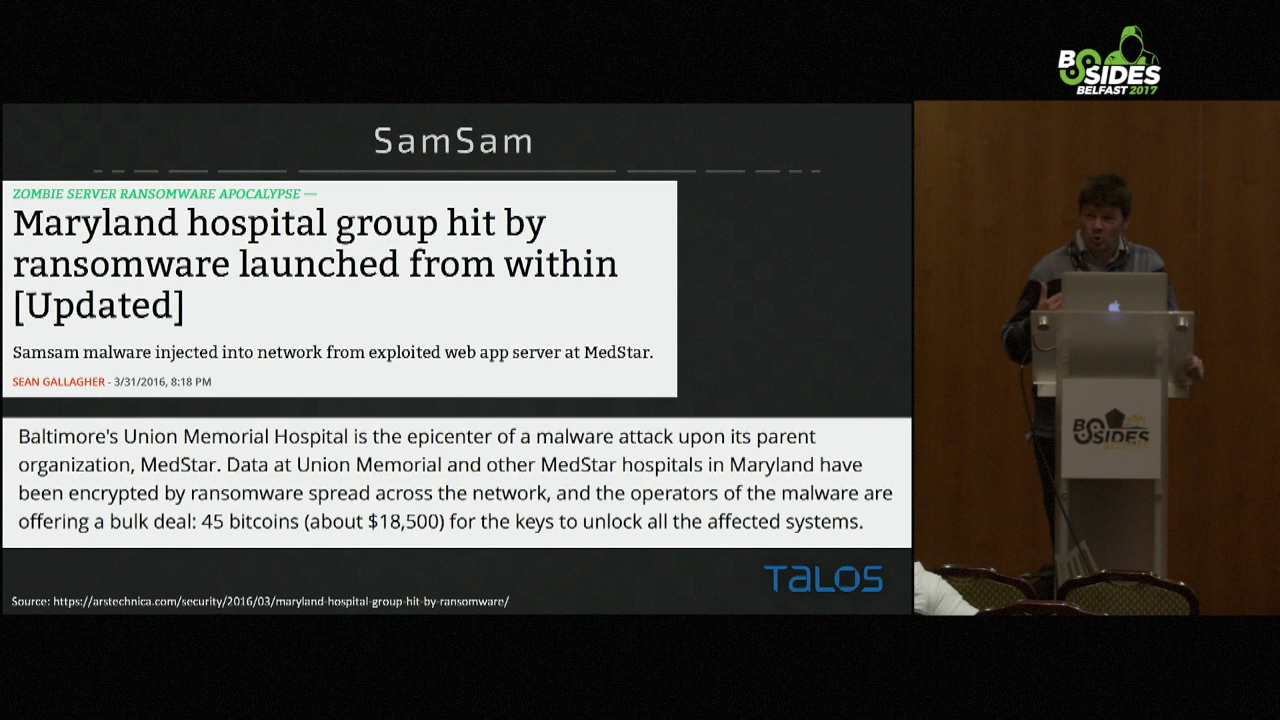 BSIDES
BELFAST 2017
SamSam
ZOMBIE SERVER RANSOMWARE APOCALYPSE —
Maryland hospital group hit by
ransomware launched from within
[Updated]
Samsam malware injected into network from exploited web app server at MedStar.
SEAN GALLAGHER - 3/31/2016, 8:18 PM
Baltimore's Union Memorial Hospital is the epicenter of a malware attack upon its parent
organization, MedStar. Data at Union Memorial and other MedStar hospitals in Maryland have
been encrypted by ransomware spread across the network, and the operators of the malware are
offering a bulk deal: 45 bitcoins (about $18,500) for the keys to unlock all the affected systems.
TALOS
Source: https://arstechnica.com/security/2016/03/maryland-hospital-group-hit-by-ransomware/
BSIDES